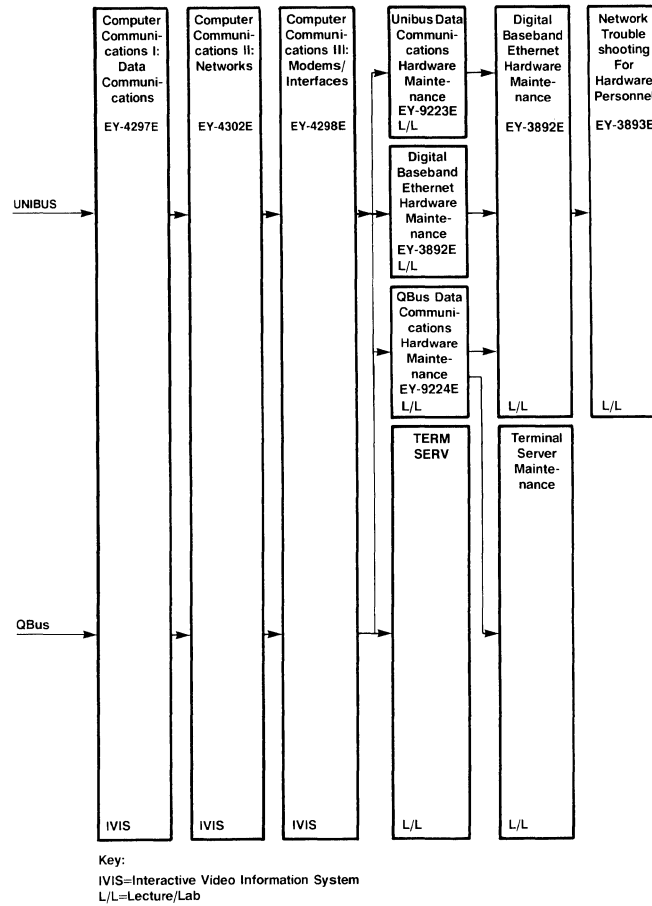 Computer
Communi-
cations I:
Data
Communi-
cations
EY-4297E
IVIS
Computer
Communi-
cations II:
Networks
EY-4302E
IVIS
Computer
Communi-
cations III:
Modems/
Interfaces
EY-4298E
IVIS
Unibus Data
Communi-
cations
Hardware
Mainte-
nance
EY-9223E
L/L
Digital
Baseband
Ethernet
Hardware
Mainte-
nance
EY-3892E
L/L
Network
Trouble
shooting
For
Hardware
Personnel
EY-3893E
L/L
Digital
Baseband
Ethernet
Hardware
Mainte-
nance
EY-3892E
L/L
UNIBUS
QBus Data
Communi-
cations
Hardware
Mainte-
nance
EY-9224E
L/L
TERM
SERV
L/L
Terminal
Server
Mainte-
nance
L/L
QBus
Key:
IVIS=Interactive Video Information System
L/L=Lecture/Lab